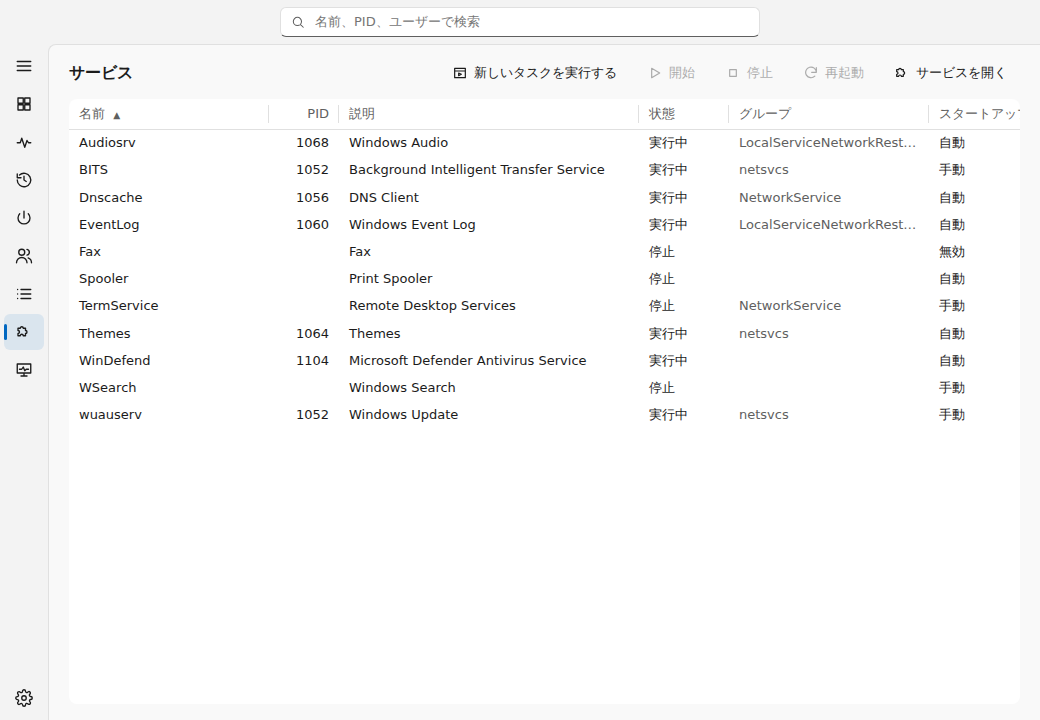 名前、PID、ユーザーで検索
サービス
新しいタスクを実行する 開始 停止 再起動 サービスを開く
名前 ▲ PID 説明 状態 グループ スタートアップ
Audiosrv 1068 Windows Audio 実行中 LocalServiceNetworkRest... 自動
BITS 1052 Background Intelligent Transfer Service 実行中 netsvcs 手動
Dnscache 1056 DNS Client 実行中 NetworkService 自動
EventLog 1060 Windows Event Log 実行中 LocalServiceNetworkRest... 自動
Fax Fax 停止 無効
Spooler Print Spooler 停止 自動
TermService Remote Desktop Services 停止 NetworkService 手動
Themes 1064 Themes 実行中 netsvcs 自動
WinDefend 1104 Microsoft Defender Antivirus Service 実行中 自動
WSearch Windows Search 停止 手動
wuauserv 1052 Windows Update 実行中 netsvcs 手動